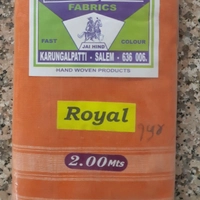 FABRICS
FAST
COLOUR
JAI HIND
KARUNGALPATTI - SALEM - 636 006.
HAND WOVEN PRODUCTS
Royal
2.00 Mts